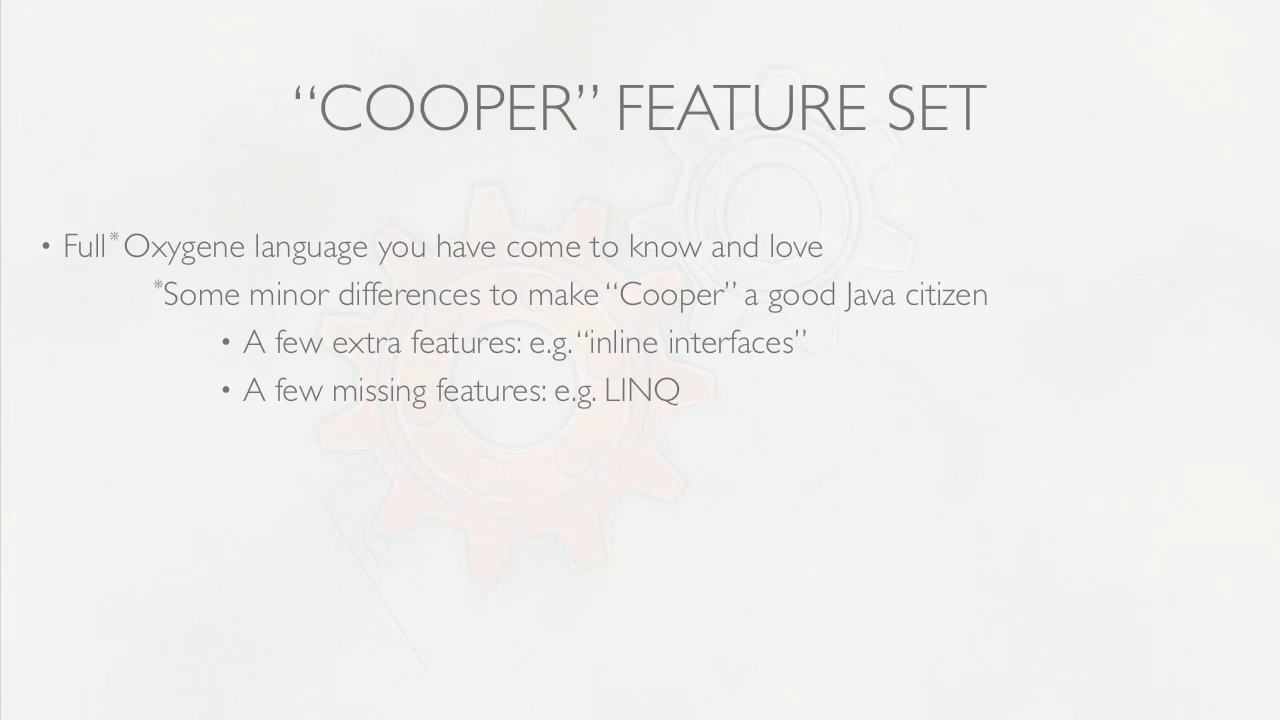 “COOPER” FEATURE SET
• Full* Oxygene language you have come to know and love
*Some minor differences to make “Cooper” a good Java citizen
• A few extra features: e.g. “inline interfaces”
• A few missing features: e.g. LINQ